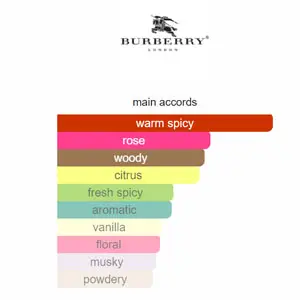 BURBERRY®
LONDON
main accords
warm spicy
rose
woody
citrus
fresh spicy
aromatic
vanilla
floral
musky
powdery